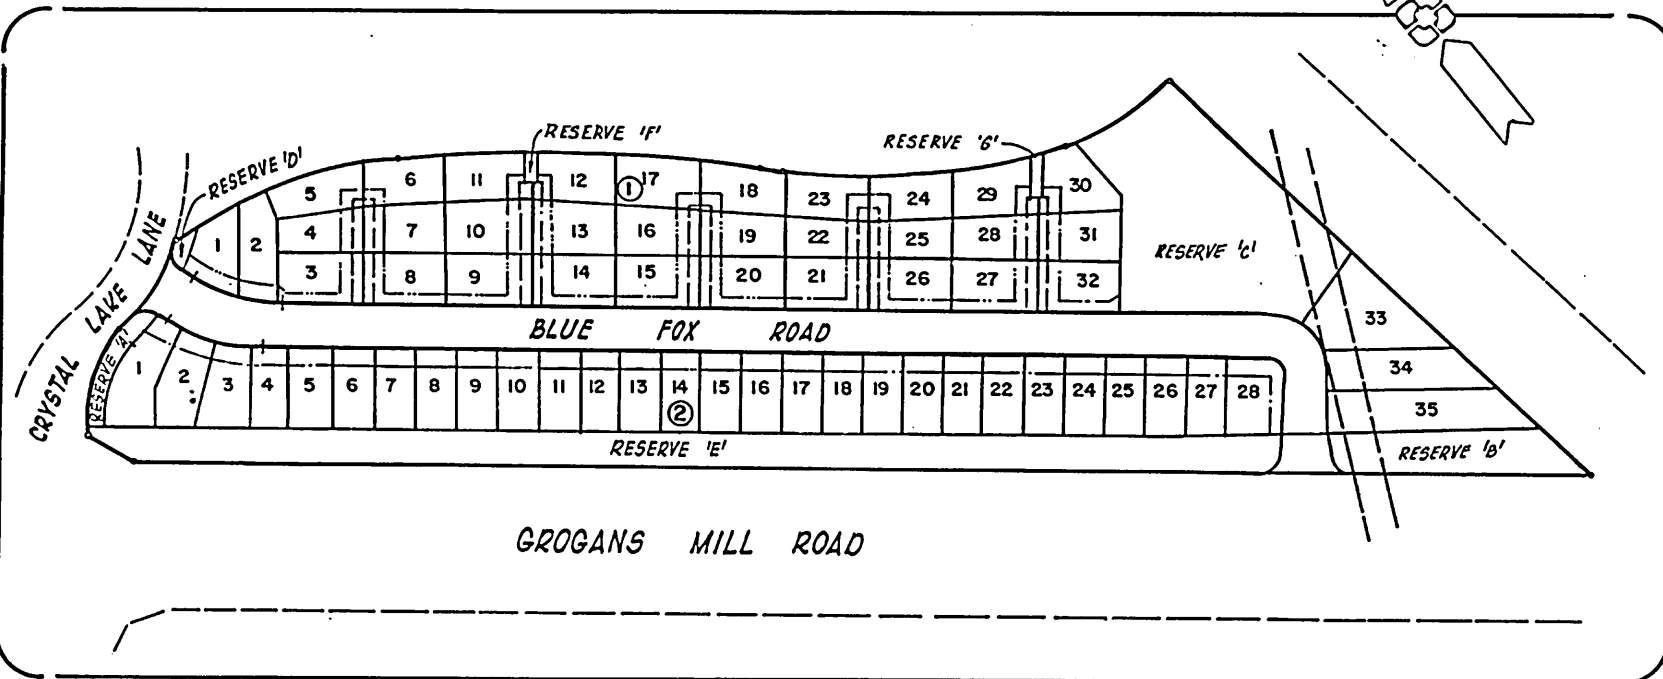 RESERVE 'F'
RESERVE 'G'
RESERVE 'D'
5 6 11 12 1 17 18 23 24 29 30
1 2 4 7 10 13 16 19 22 25 28 31
3 8 9 14 15 20 21 26 27 32
RESERVE 'C'
CRYSTAL LAKE LANE
BLUE FOX ROAD
RESERVE 'A'
1 2 3 4 5 6 7 8 9 10 11 12 13 14 15 16 17 18 19 20 21 22 23 24 25 26 27 28
2
33
34
35
RESERVE 'E'
RESERVE 'B'
GROGANS MILL ROAD